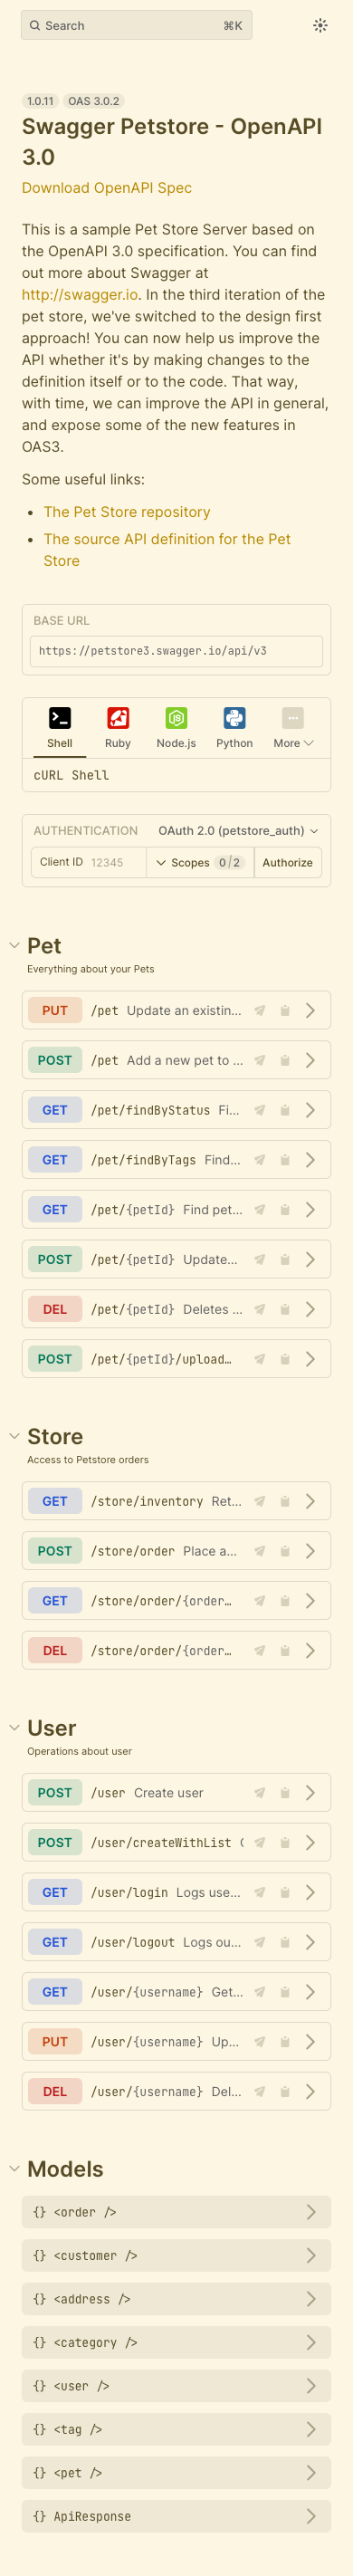 Search ⌘K
1.0.11 OAS 3.0.2
Swagger Petstore - OpenAPI
3.0
Download OpenAPI Spec
This is a sample Pet Store Server based on
the OpenAPI 3.0 specification. You can find
out more about Swagger at
http://swagger.io. In the third iteration of the
pet store, we've switched to the design first
approach! You can now help us improve the
API whether it's by making changes to the
definition itself or to the code. That way,
with time, we can improve the API in general,
and expose some of the new features in
OAS3.
Some useful links:
• The Pet Store repository
• The source API definition for the Pet
Store
BASE URL
https://petstore3.swagger.io/api/v3
Shell Ruby Node.js Python More
cURL Shell
AUTHENTICATION OAuth 2.0 (petstore_auth)
Client ID 12345 Scopes 0/2 Authorize
Pet
Everything about your Pets
PUT /pet Update an existin...
POST /pet Add a new pet to ...
GET /pet/findByStatus Fi...
GET /pet/findByTags Find...
GET /pet/{petId} Find pet...
POST /pet/{petId} Update...
DEL /pet/{petId} Deletes ...
POST /pet/{petId}/upload…
Store
Access to Petstore orders
GET /store/inventory Ret...
POST /store/order Place a...
GET /store/order/{order…
DEL /store/order/{order…
User
Operations about user
POST /user Create user
POST /user/createWithList
GET /user/login Logs use...
GET /user/logout Logs ou...
GET /user/{username} Get...
PUT /user/{username} Up...
DEL /user/{username} Del...
Models
{} <order />
{} <customer />
{} <address />
{} <category />
{} <user />
{} <tag />
{} <pet />
{} ApiResponse